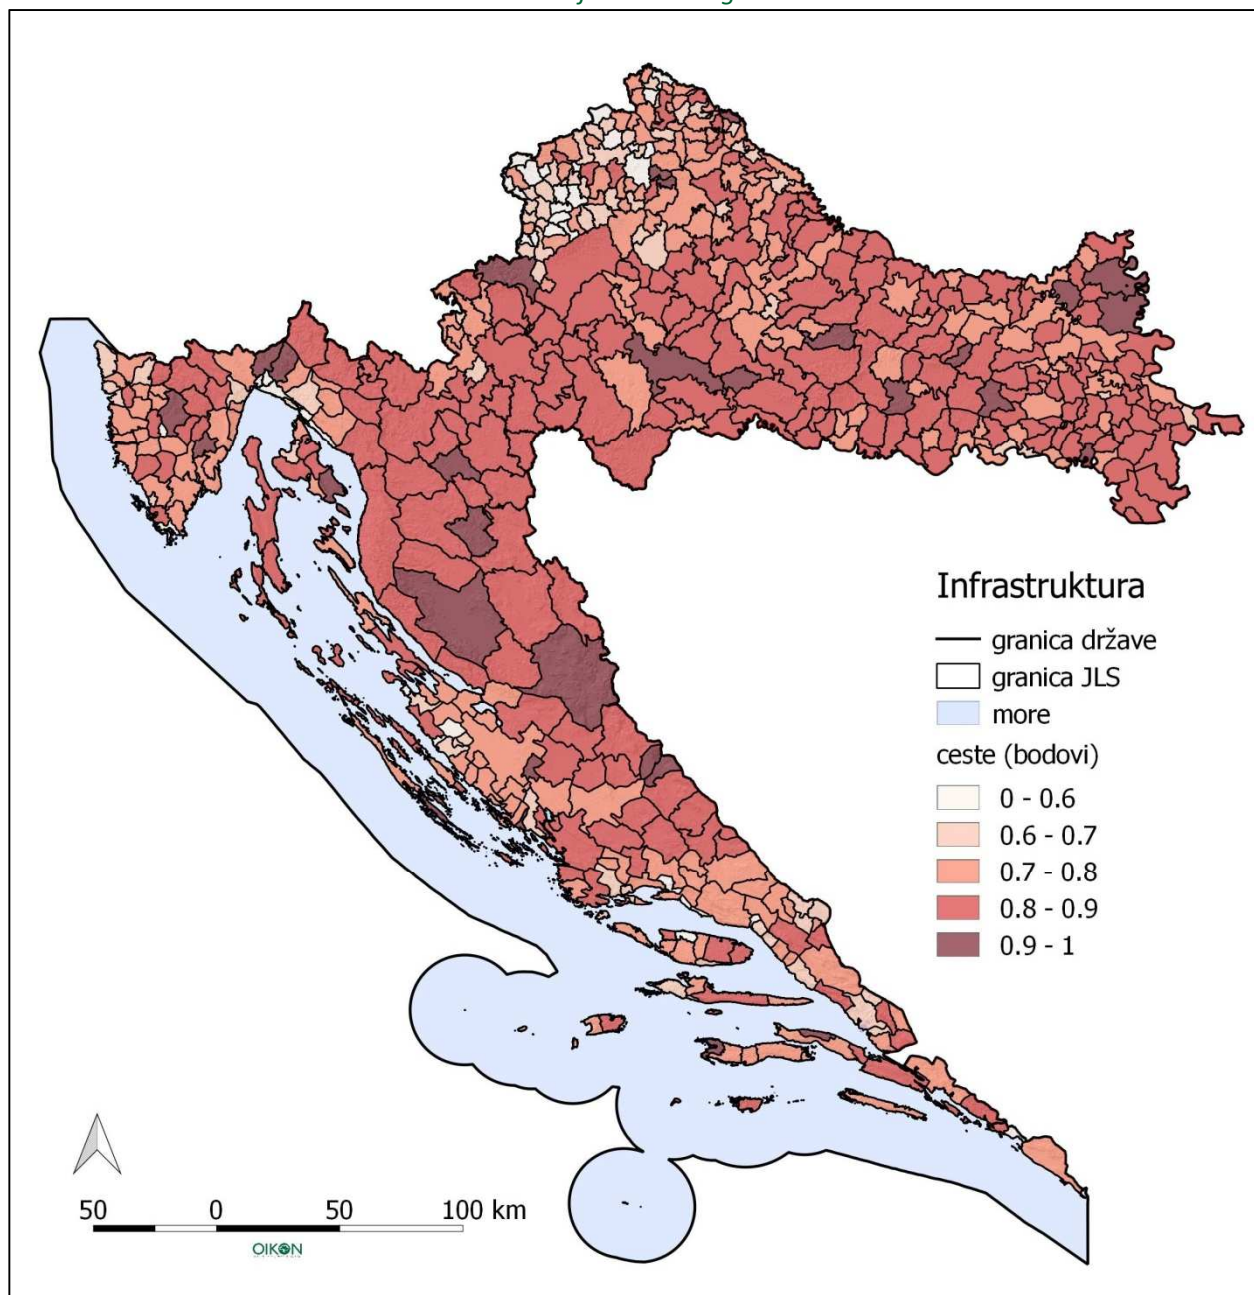 Infrastruktura
granica države
granica JLS
more
ceste (bodovi)
0 - 0.6
0.6 - 0.7
0.7 - 0.8
0.8 - 0.9
0.9 - 1
50 0 50 100 km
OIKON